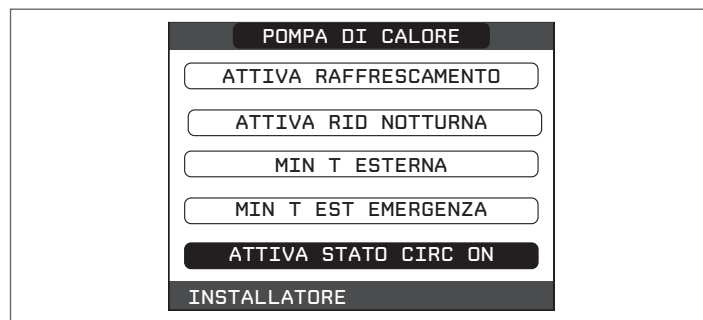 POMPA DI CALORE
ATTIVA RAFFRESCAMENTO
ATTIVA RID NOTTURNA
MIN T ESTERNA
MIN T EST EMERGENZA
ATTIVA STATO CIRC ON
INSTALLATORE